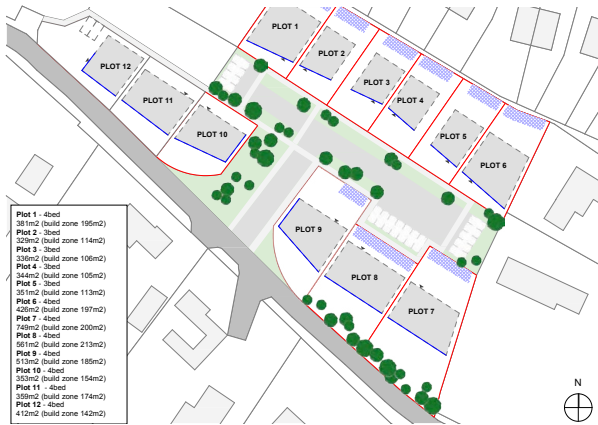 PLOT 1
PLOT 2
PLOT 3
PLOT 4
PLOT 5
PLOT 6
PLOT 12
PLOT 11
PLOT 10
PLOT 9
PLOT 8
PLOT 7
Plot 1 - 4bed
381m2 (build zone 195m2)
Plot 2 - 3bed
329m2 (build zone 114m2)
Plot 3 - 3bed
336m2 (build zone 106m2)
Plot 4 - 3bed
344m2 (build zone 105m2)
Plot 5 - 3bed
351m2 (build zone 113m2)
Plot 6 - 4bed
426m2 (build zone 197m2)
Plot 7 - 4bed
749m2 (build zone 200m2)
Plot 8 - 4bed
561m2 (build zone 213m2)
Plot 9 - 4bed
513m2 (build zone 185m2)
Plot 10 - 4bed
353m2 (build zone 154m2)
Plot 11 - 4bed
359m2 (build zone 174m2)
Plot 12 - 4bed
412m2 (build zone 142m2)
N